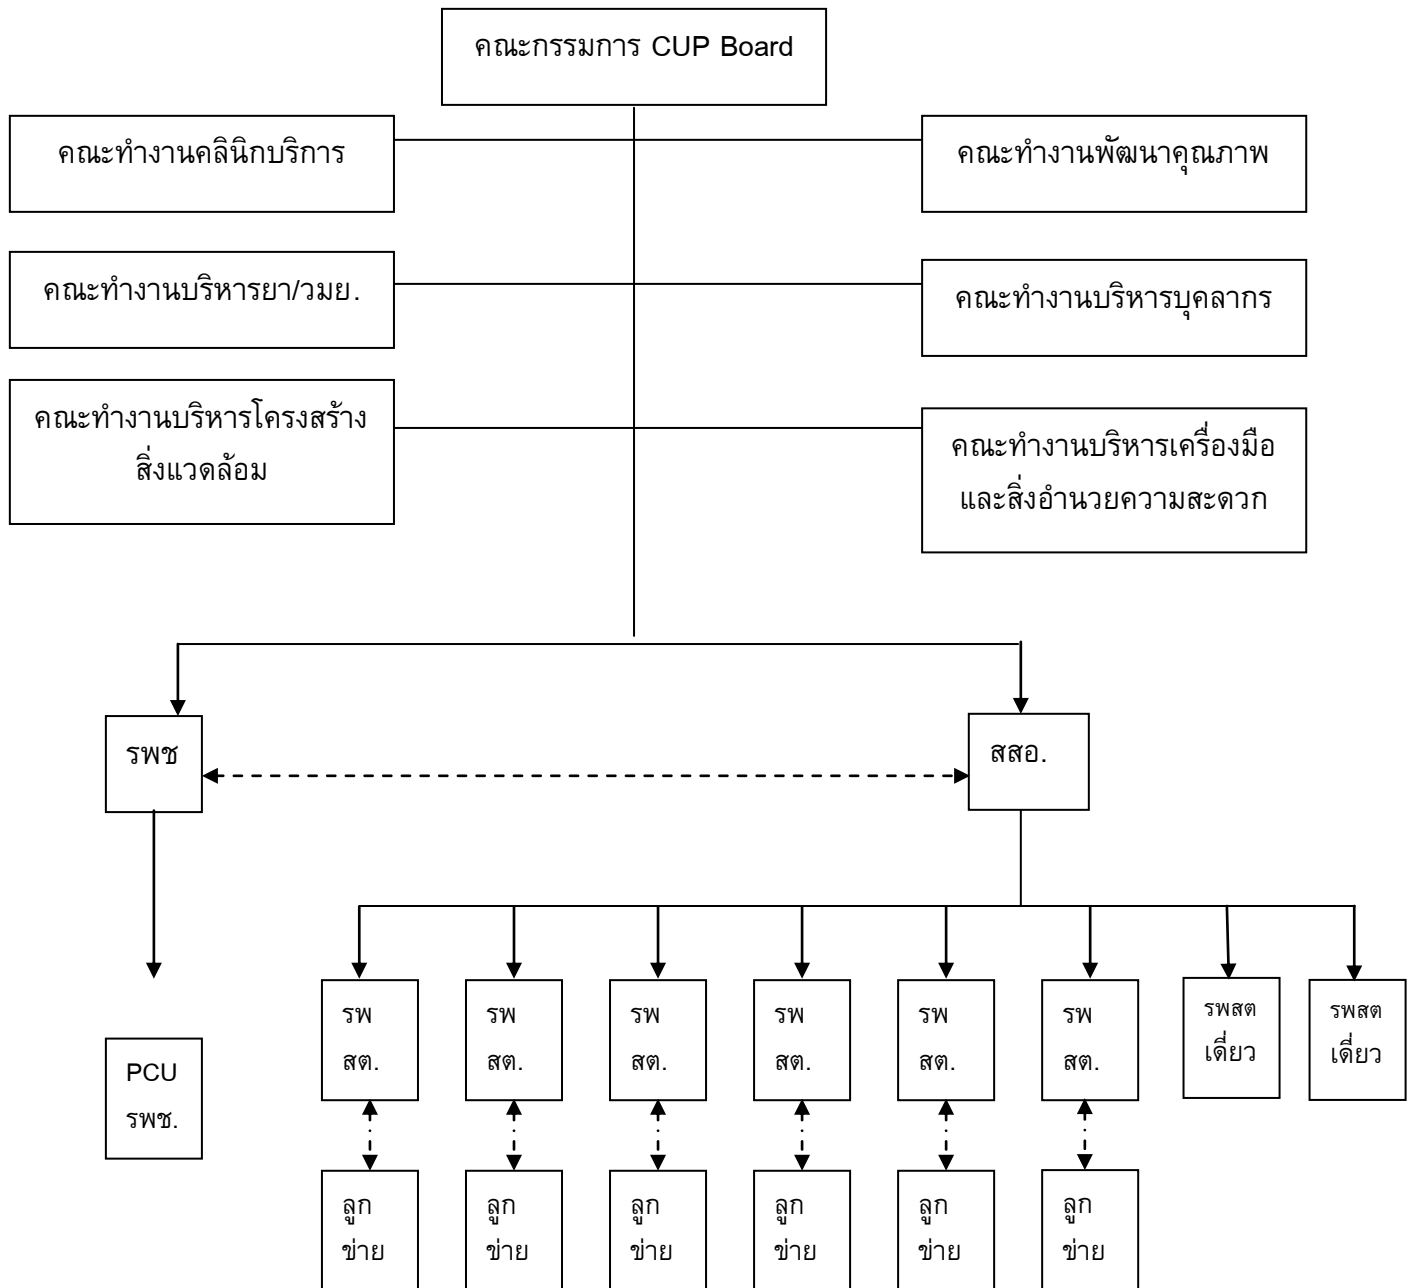 คณะกรรมการ CUP Board
คณะทำงานคลินิกบริการ
คณะทำงานพัฒนาคุณภาพ
คณะทำงานบริหารยา/วมย.
คณะทำงานบริหารบุคลากร
คณะทำงานบริหารโครงสร้าง
สิ่งแวดล้อม
คณะทำงานบริหารเครื่องมือ
และสิ่งอำนวยความสะดวก
รพช
สสอ.
PCU
รพช.
รพ
สต.
รพ
สต.
รพ
สต.
รพ
สต.
รพ
สต.
รพ
สต.
รพสต
เดี่ยว
รพสต
เดี่ยว
ลูก
ข่าย
ลูก
ข่าย
ลูก
ข่าย
ลูก
ข่าย
ลูก
ข่าย
ลูก
ข่าย